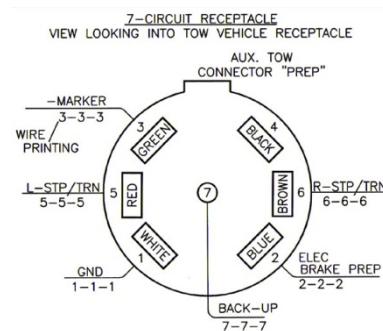 7-CIRCUIT RECEPTACLE
VIEW LOOKING INTO TOW VEHICLE RECEPTACLE
AUX. TOW
CONNECTOR "PREP"
-MARKER
3-3-3
WIRE
PRINTING
3
GREEN
4
BLACK
L-STP/TRN
5-5-5
5
RED
7
BROWN
6
R-STP/TRN
6-6-6
WHITE
1
BLUE
2
GND
1-1-1
ELEC
BRAKE PREP
2-2-2
BACK-UP
7-7-7